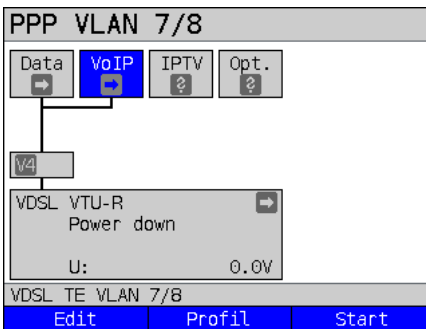 PPP VLAN 7/8
Data VoIP IPTV Opt.
? ?
V4
VDSL VTU-R
Power down
U: 0.0V
VDSL TE VLAN 7/8
Edit Profil Start